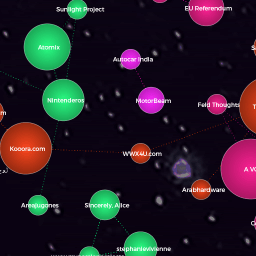 EU Referendum
Sunlight Project
Atomix
Autocar India
Nintenderos
MotorBeam
Feld Thoughts
Kooora.com
WWX4U.com
Arabhardware
AreaJugones
Sincerely, Alice
stephanievivienne